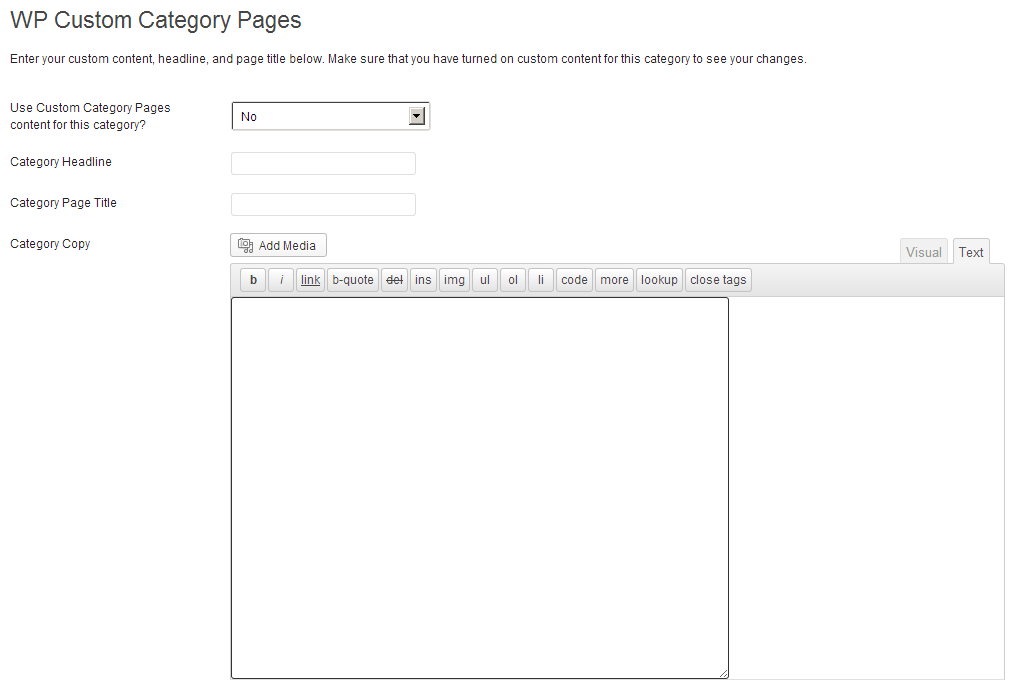 WP Custom Category Pages
Enter your custom content, headline, and page title below. Make sure that you have turned on custom content for this category to see your changes.
Use Custom Category Pages
content for this category?
No
Category Headline
Category Page Title
Category Copy
Add Media
Visual
Text
b
i
link
b-quote
del
ins
img
ul
ol
li
code
more
lookup
close tags